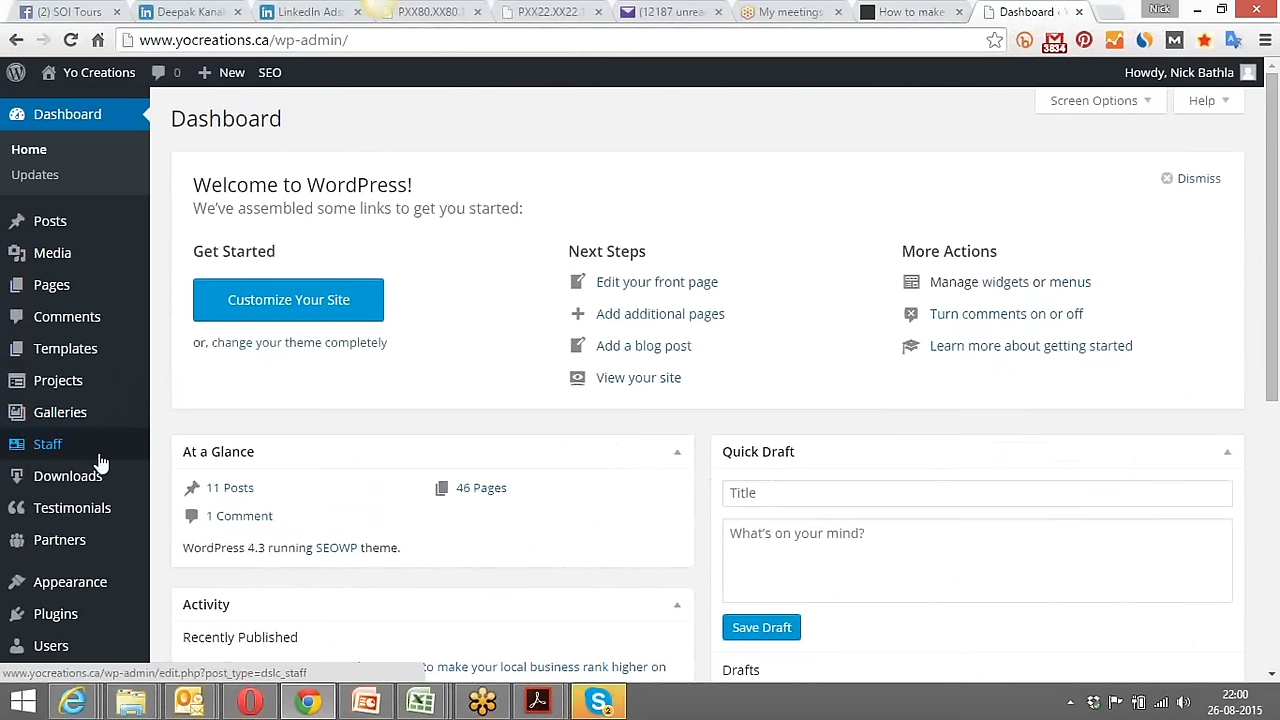 (2) SOI Tours
Deepak Kana
LinkedIn Ads
PXX80.XX80.1
PXX22.XX22
(12187 unrea
My meetings
How to make
Dashboard
Nick
www.yocreations.ca/wp-admin/
3834
Yo Creations
0
New
SEO
Howdy, Nick Bathla
Dashboard
Home
Updates
Posts
Media
Pages
Comments
Templates
Projects
Galleries
Staff
Downloads
Testimonials
Partners
Appearance
Plugins
Users
Dashboard
Screen Options
Help
Welcome to WordPress!
Dismiss
We've assembled some links to get you started:
Get Started
Customize Your Site
or, change your theme completely
Next Steps
Edit your front page
Add additional pages
Add a blog post
View your site
More Actions
Manage widgets or menus
Turn comments on or off
Learn more about getting started
At a Glance
11 Posts
46 Pages
1 Comment
WordPress 4.3 running SEOWP theme.
Activity
Recently Published
to make your local business rank higher on
Quick Draft
Title
What's on your mind?
Save Draft
Drafts
www.yocreations.ca/wp-admin/edit.php?post_type=dslc_staff
2
22:00
26-08-2015